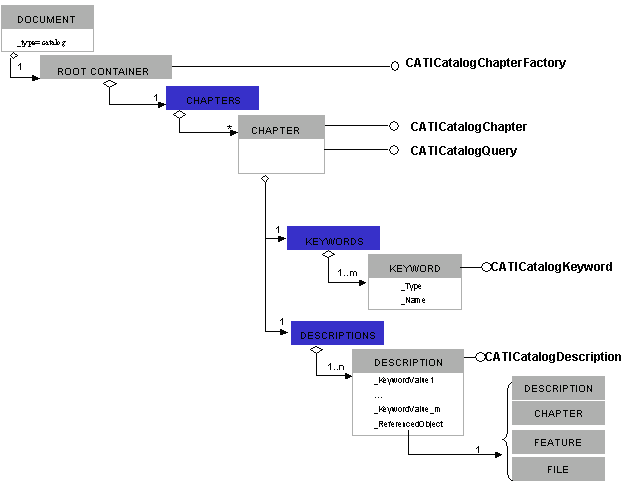 DOCUMENT
_type=catalog
1
ROOT CONTAINER
CATICatalogChapterFactory
1
CHAPTERS
*
CHAPTER
CATICatalogChapter
CATICatalogQuery
1
KEYWORDS
1..m
KEYWORD
CATICatalogKeyword
_Type
_Name
1
DESCRIPTIONS
1..n
DESCRIPTION
CATICatalogDescription
_KeywordValue1
...
_KeywordValue_m
_ReferencedObject
1
DESCRIPTION
CHAPTER
FEATURE
FILE